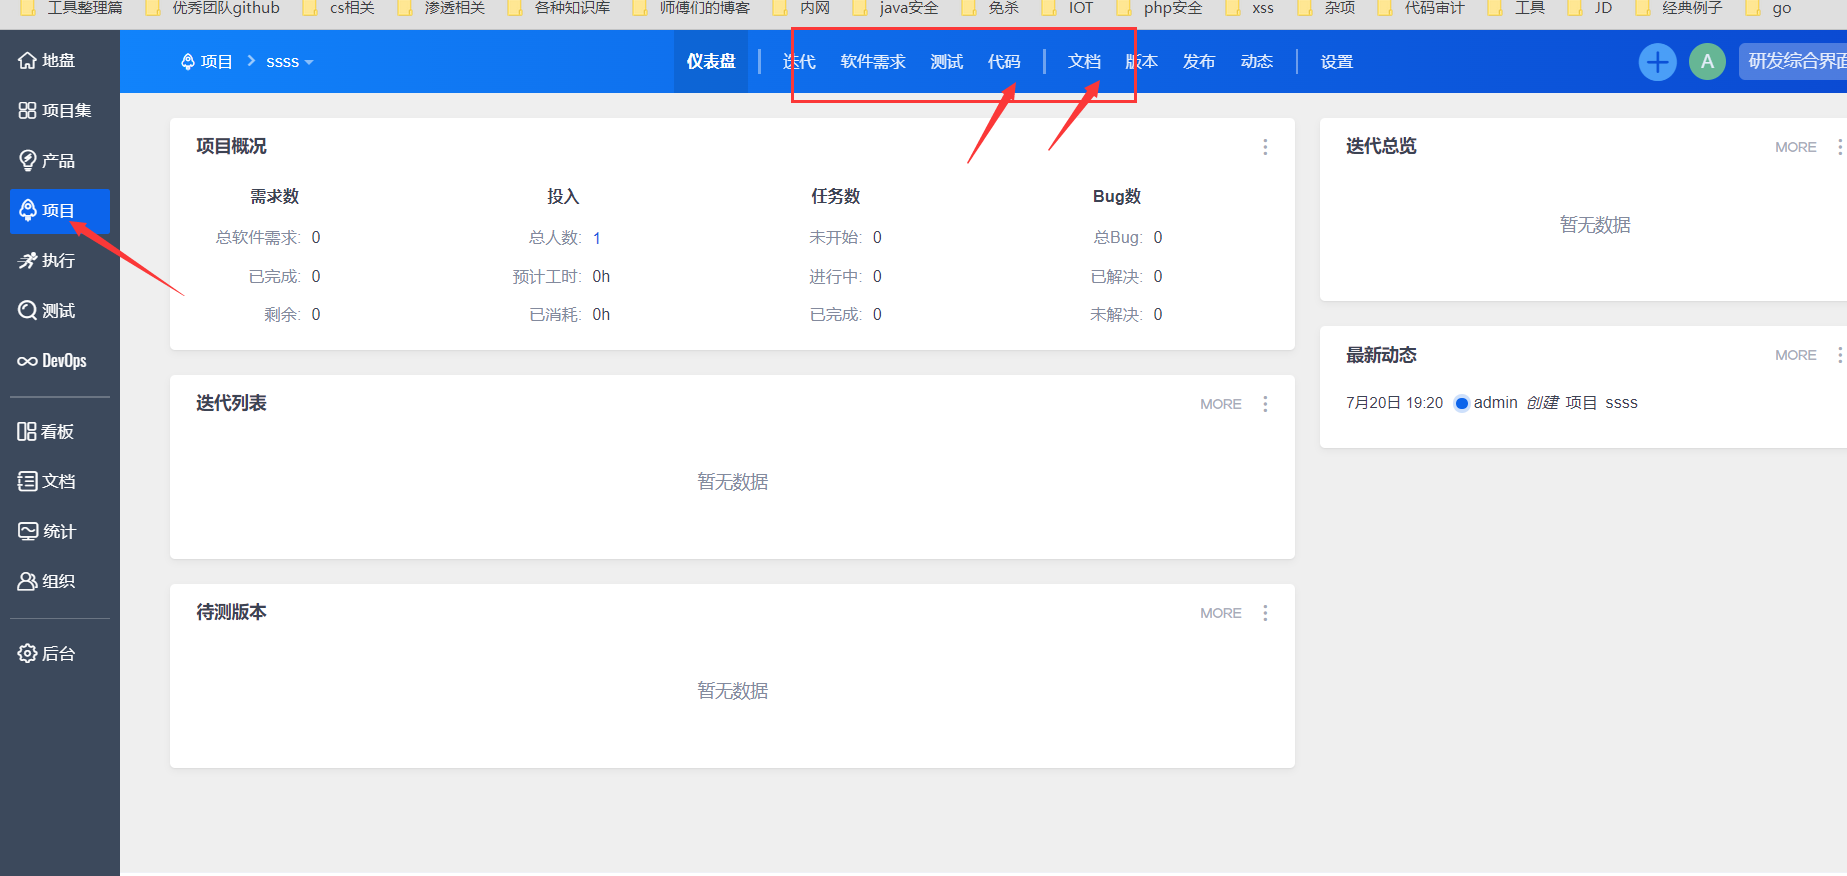 工具整理篇 优秀团队github cs相关 渗透相关 各种知识库 师傅们的博客 内网 java安全 免杀 IOT php安全 xss 杂项 代码审计 工具 JD 经典例子 go
地盘
项目集
产品
项目
执行
测试
DevOps
看板
文档
统计
组织
后台
项目 > ssss 仪表盘 迭代 软件需求 测试 代码 文档 版本 发布 动态 设置 A 研发综合界面
项目概况
需求数 投入 任务数 Bug数
总软件需求: 0 总人数: 1 未开始: 0 总Bug: 0
已完成: 0 预计工时: 0h 进行中: 0 已解决: 0
剩余: 0 已消耗: 0h 已完成: 0 未解决: 0
迭代列表 MORE
暂无数据
待测版本 MORE
暂无数据
迭代总览 MORE
暂无数据
最新动态 MORE
7月20日 19:20 admin 创建 项目 ssss